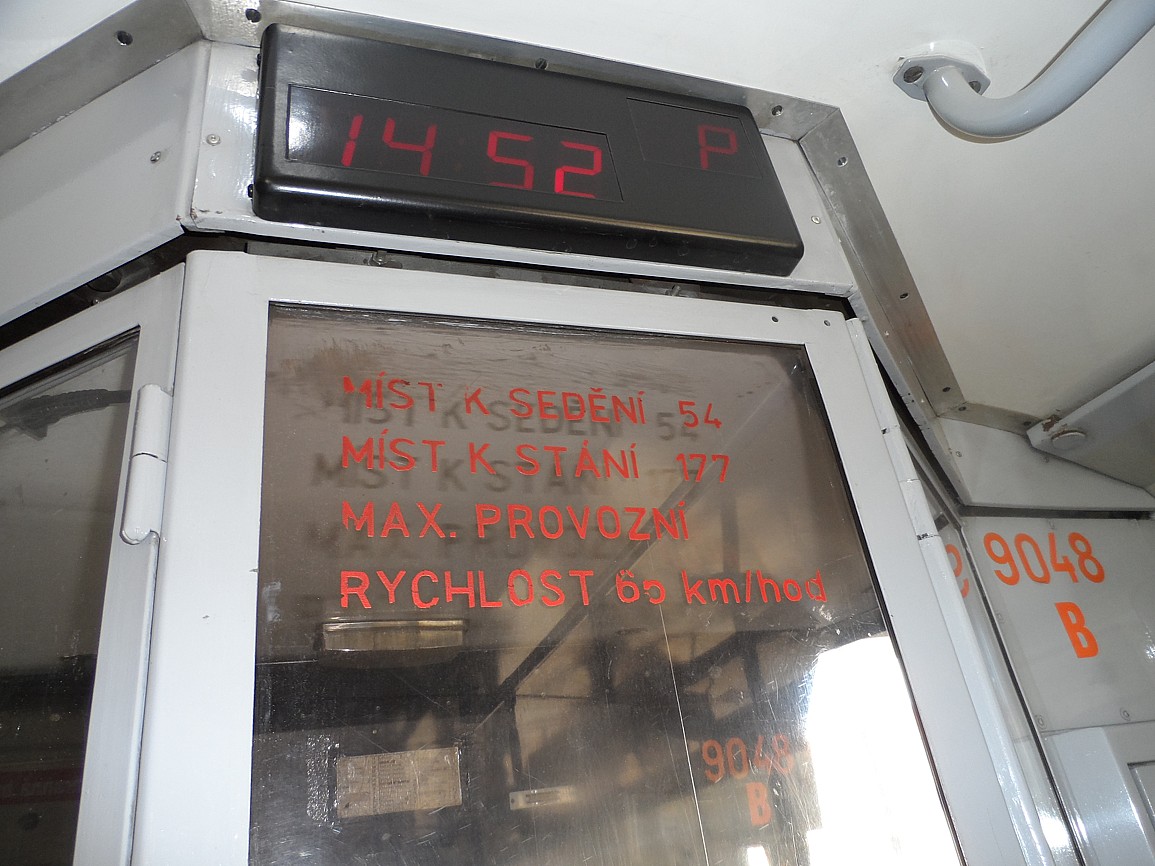 14 52 P
MÍST K SEDĚNÍ 54
MÍST K STÁNÍ 177
MAX. PROVOZNÍ
RYCHLOST 65 km/hod
9048
B
9048
B